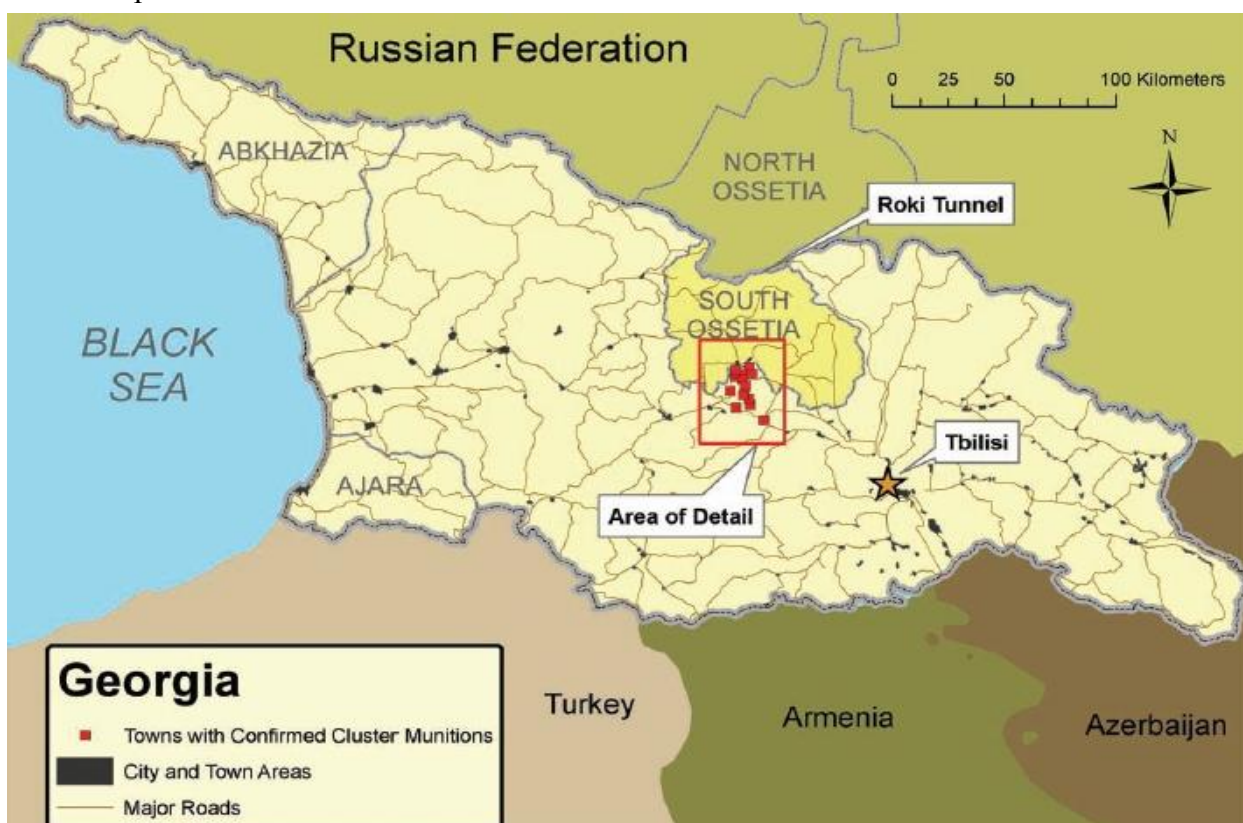 Russian Federation
0 25 50 100 Kilometers
N
ABKHAZIA
NORTH
OSSETIA
Roki Tunnel
SOUTH
OSSETIA
BLACK
SEA
Tbilisi
AJARA
Area of Detail
Georgia
Towns with Confirmed Cluster Munitions
City and Town Areas
Major Roads
Turkey
Armenia
Azerbaijan